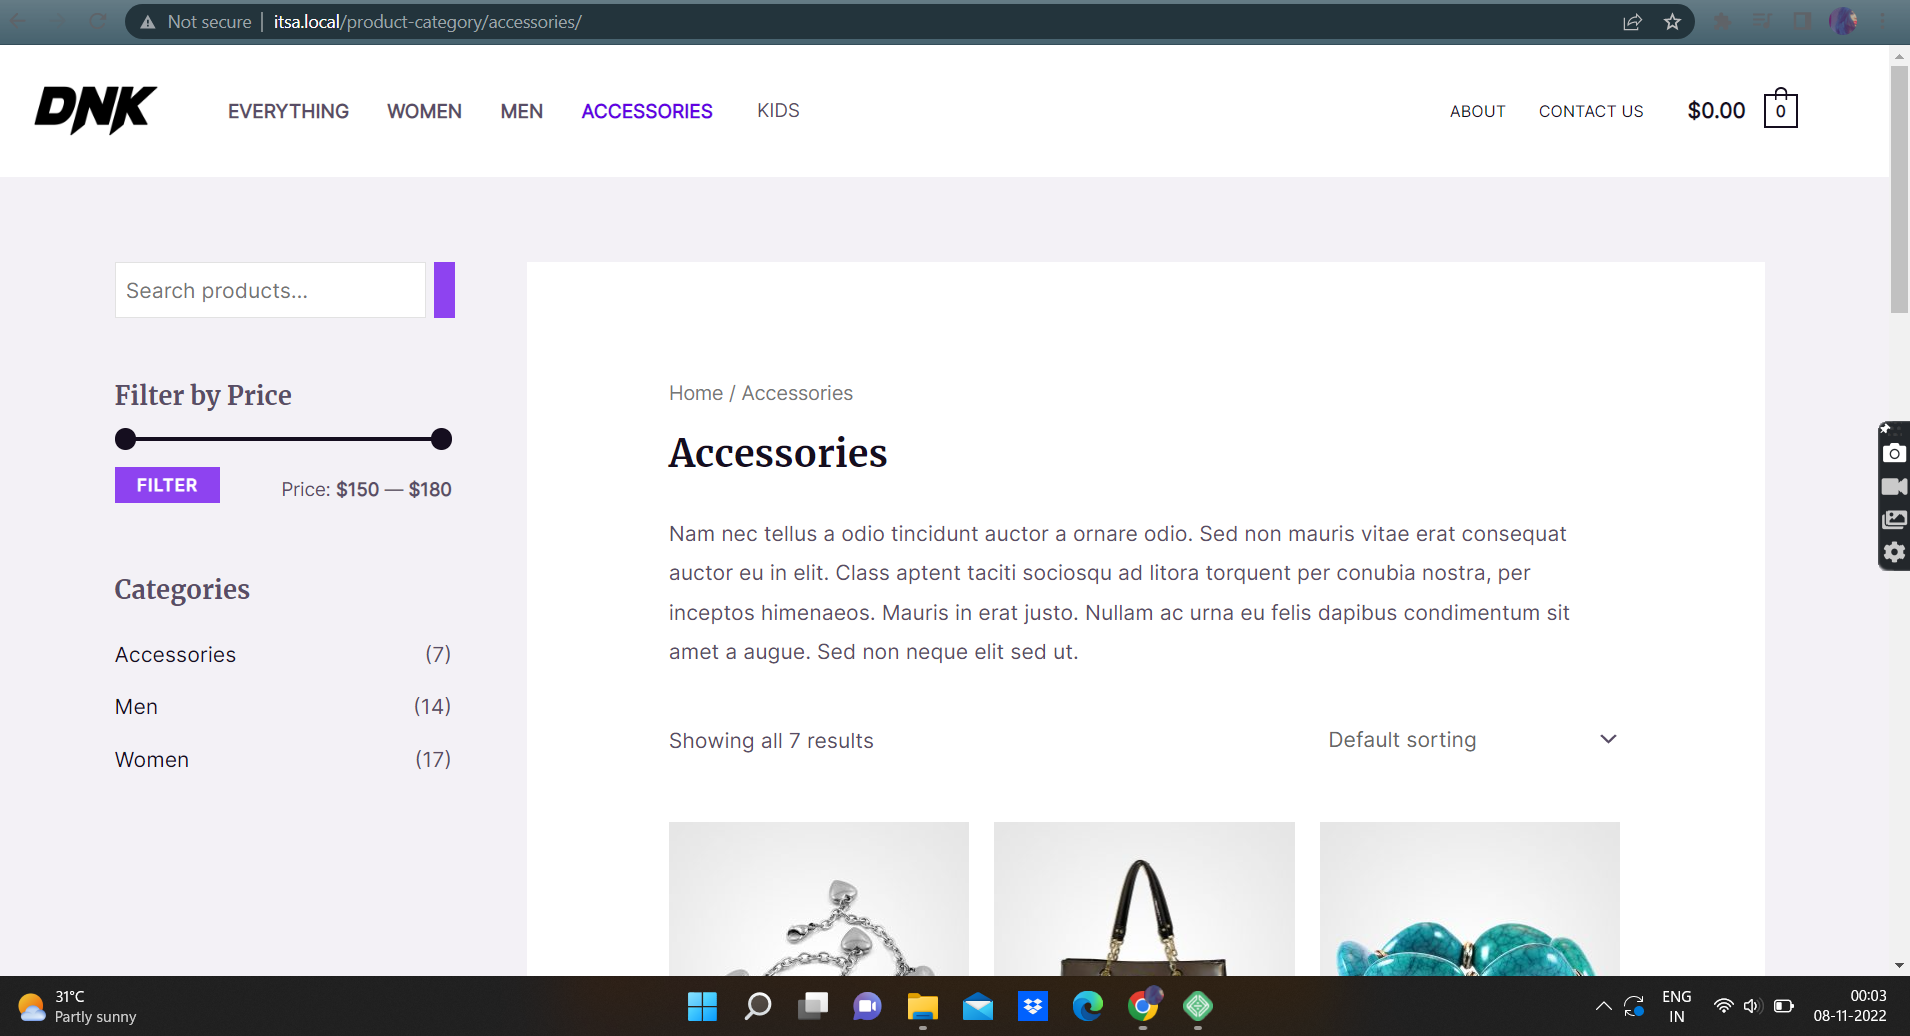 Not secure | itsa.local/product-category/accessories/
DNK
EVERYTHING WOMEN MEN ACCESSORIES KIDS
ABOUT CONTACT US $0.00 0
Search products...
Filter by Price
FILTER Price: $150 — $180
Categories
Accessories (7)
Men (14)
Women (17)
Home / Accessories
Accessories
Nam nec tellus a odio tincidunt auctor a ornare odio. Sed non mauris vitae erat consequat
auctor eu in elit. Class aptent taciti sociosqu ad litora torquent per conubia nostra, per
inceptos himenaeos. Mauris in erat justo. Nullam ac urna eu felis dapibus condimentum sit
amet a augue. Sed non neque elit sed ut.
Showing all 7 results Default sorting
31°C
Partly sunny
ENG
IN
00:03
08-11-2022